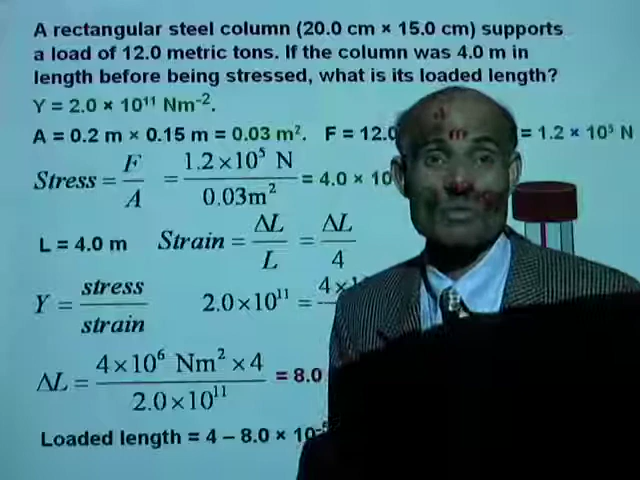 A rectangular steel column (20.0 cm × 15.0 cm) supports
a load of 12.0 metric tons. If the column was 4.0 m in
length before being stressed, what is its loaded length?
Y = 2.0 × 10¹¹ Nm⁻².
A = 0.2 m × 0.15 m = 0.03 m². F = 12.0 = 1.2 × 10⁵ N
Stress = F/A = 1.2×10⁵ N / 0.03m² = 4.0 × 10
L = 4.0 m Strain = ΔL/L = ΔL/4
Y = stress/strain 2.0×10¹¹ = 4×
ΔL = 4×10⁶ Nm² ×4 / 2.0×10¹¹ = 8.0
Loaded length = 4 – 8.0 × 10⁻⁵